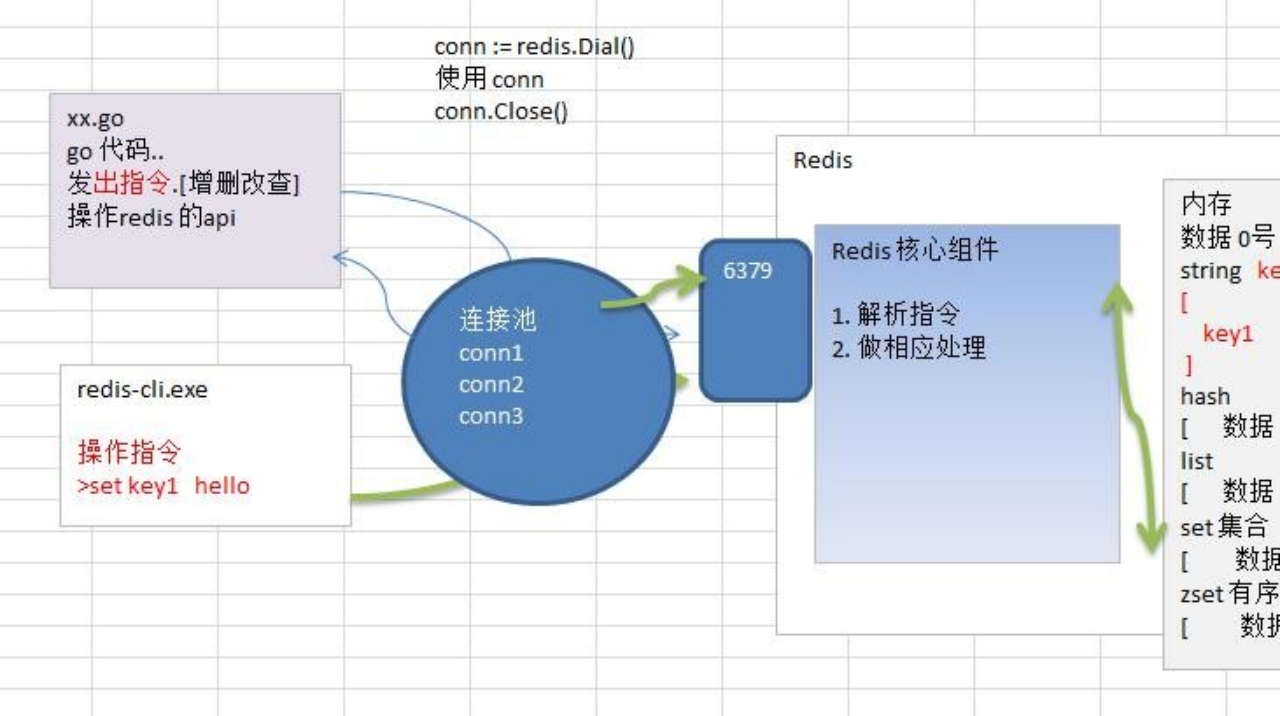 conn := redis.Dial()
使用 conn
conn.Close()
xx.go
go 代码..
发出指令.[增删改查]
操作redis 的api
redis-cli.exe
操作指令
>set key1 hello
连接池
conn1
conn2
conn3
6379
Redis
Redis 核心组件
1. 解析指令
2. 做相应处理
内存
数据 0号
string ke
[
key1
]
hash
[ 数据
list
[ 数据
set 集合
[ 数据
zset 有序
[ 数据